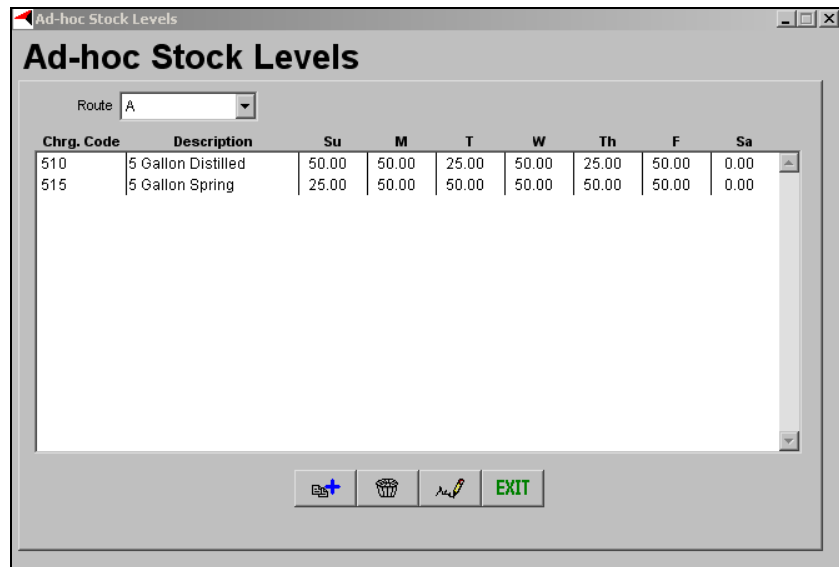 Ad-hoc Stock Levels
Ad-hoc Stock Levels
Route A
Chrg. Code Description Su M T W Th F Sa
510 5 Gallon Distilled 50.00 50.00 25.00 50.00 25.00 50.00 0.00
515 5 Gallon Spring 25.00 50.00 50.00 50.00 50.00 50.00 0.00
EXIT